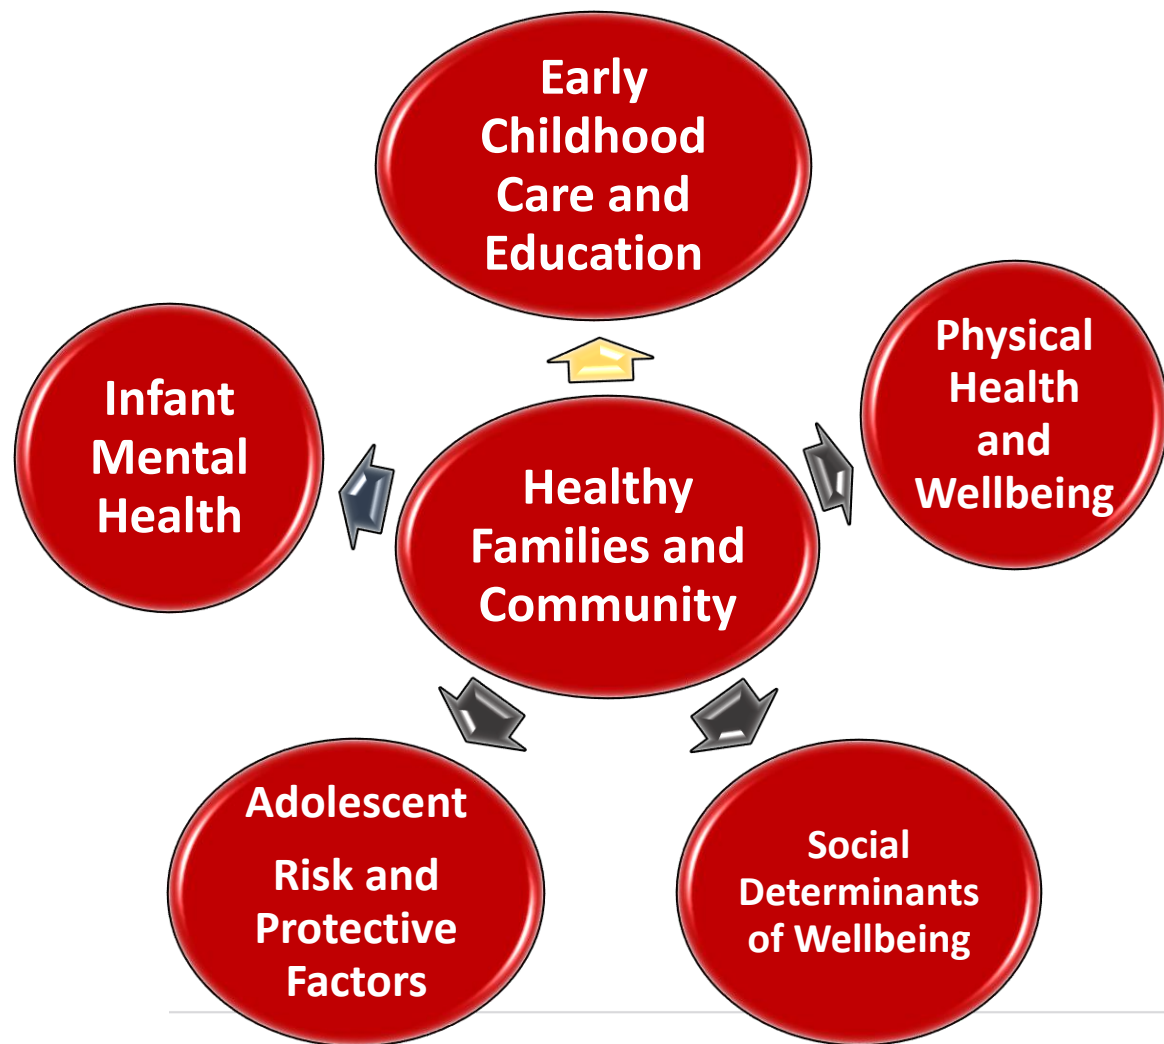 Early
Childhood
Care and
Education
Physical
Health
and
Wellbeing
Infant
Mental
Health
Healthy
Families and
Community
Adolescent
Risk and
Protective
Factors
Social
Determinants
of Wellbeing